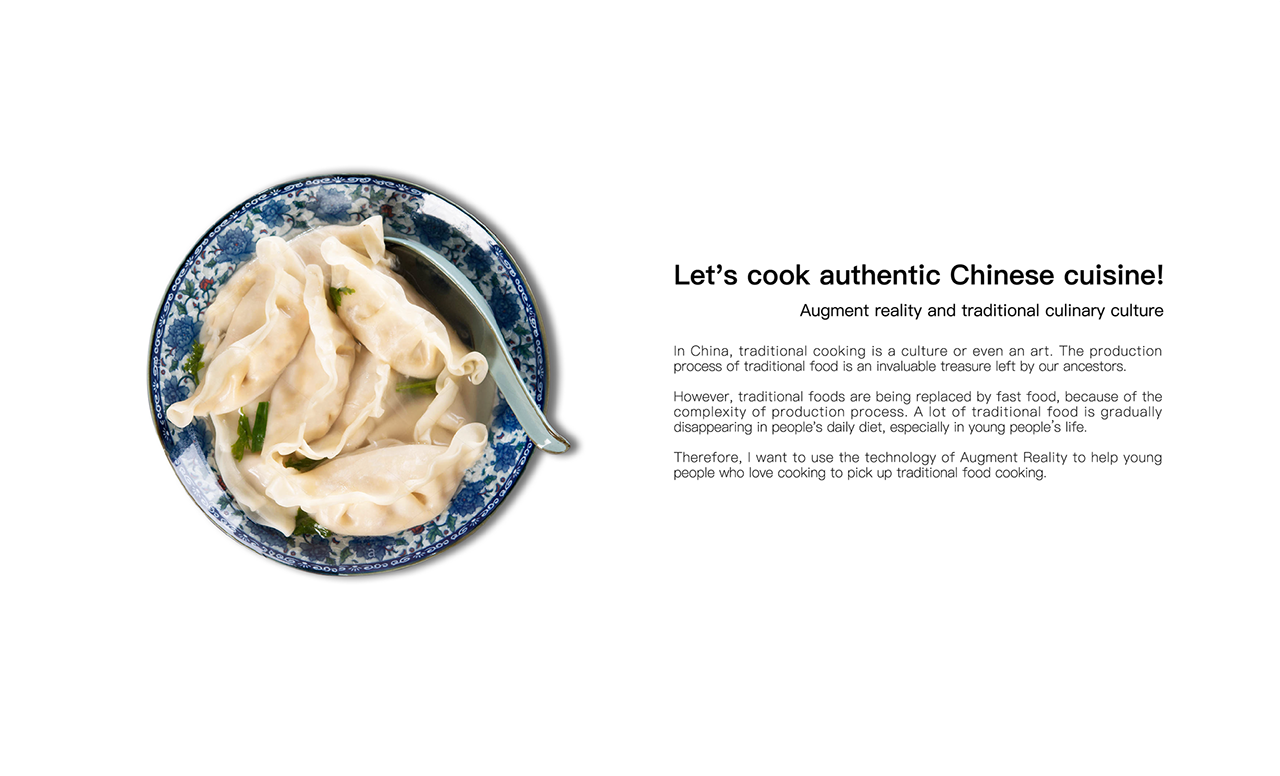 Let’s cook authentic Chinese cuisine!
Augment reality and traditional culinary culture
In China, traditional cooking is a culture or even an art. The production
process of traditional food is an invaluable treasure left by our ancestors.
However, traditional foods are being replaced by fast food, because of the
complexity of production process. A lot of traditional food is gradually
disappearing in people's daily diet, especially in young people’s life.
Therefore, I want to use the technology of Augment Reality to help young
people who love cooking to pick up traditional food cooking.